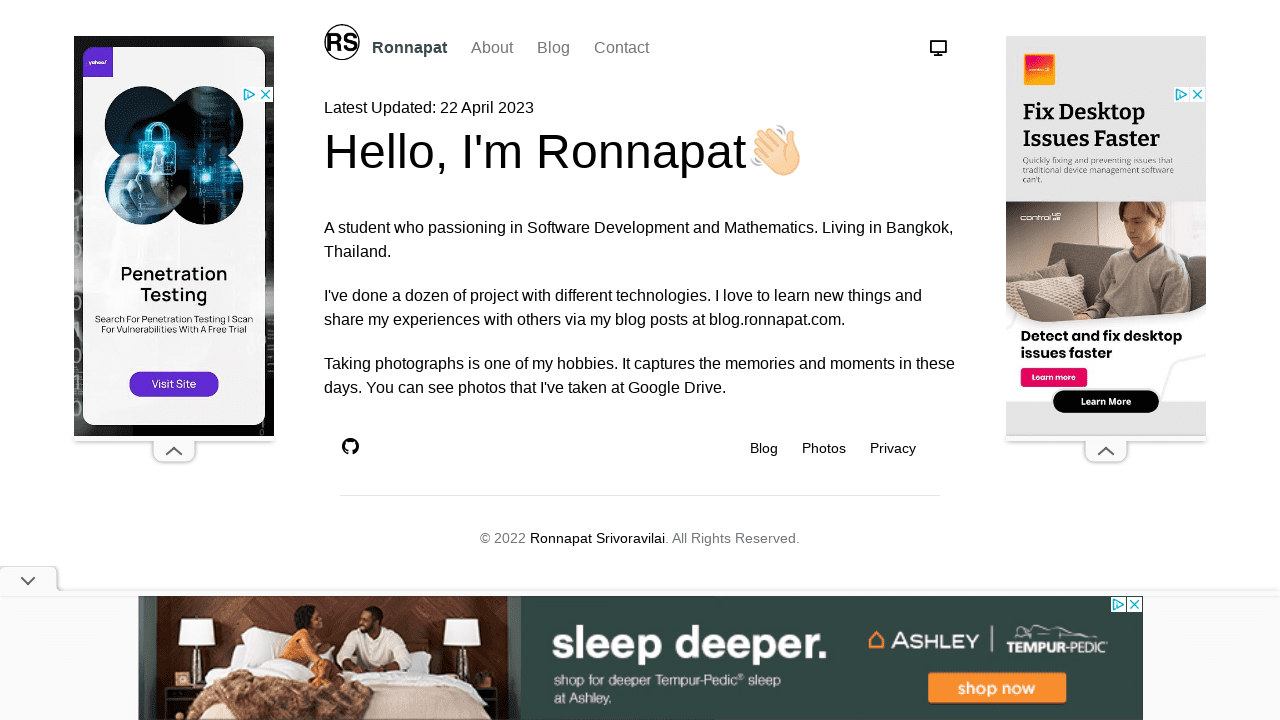 RS
Ronnapat About Blog Contact
Latest Updated: 22 April 2023
Hello, I'm Ronnapat👋🏻
A student who passioning in Software Development and Mathematics. Living in Bangkok,
Thailand.
I've done a dozen of project with different technologies. I love to learn new things and
share my experiences with others via my blog posts at blog.ronnapat.com.
Taking photographs is one of my hobbies. It captures the memories and moments in these
days. You can see photos that I've taken at Google Drive.
Blog Photos Privacy
© 2022 Ronnapat Srivoravilai. All Rights Reserved.
yahoo!
Penetration
Testing
Search For Penetration Testing | Scan
For Vulnerabilities With A Free Trial
Visit Site
Fix Desktop
Issues Faster
Quickly fixing and preventing issues that
traditional device management software
can't.
control up
Detect and fix desktop
issues faster
Learn more
Learn More
sleep deeper.
shop for deeper Tempur-Pedic® sleep
at Ashley.
ASHLEY | TEMPUR-PEDIC
shop now